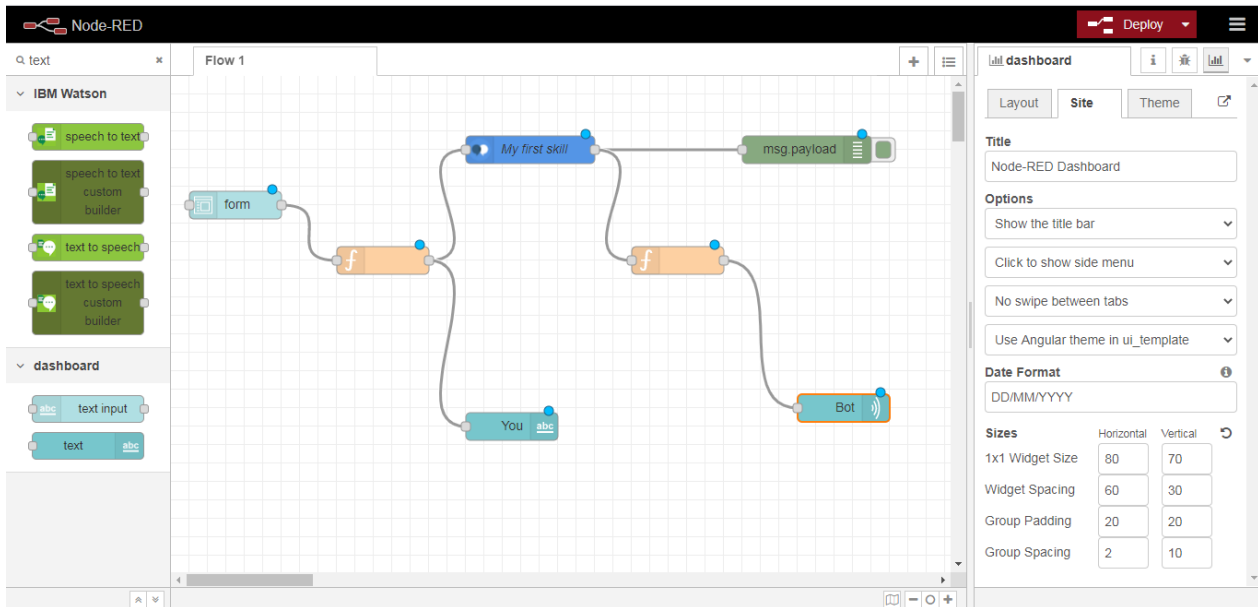 Node-RED
Deploy
text
Flow 1
dashboard
IBM Watson
speech to text
speech to text
custom
builder
text to speech
text to speech
custom
builder
dashboard
text input
abc
text
abc
form
My first skill
msg.payload
You
abc
Bot
Layout
Site
Theme
Title
Node-RED Dashboard
Options
Show the title bar
Click to show side menu
No swipe between tabs
Use Angular theme in ui_template
Date Format
DD/MM/YYYY
Sizes Horizontal Vertical
1x1 Widget Size 80 70
Widget Spacing 60 30
Group Padding 20 20
Group Spacing 2 10